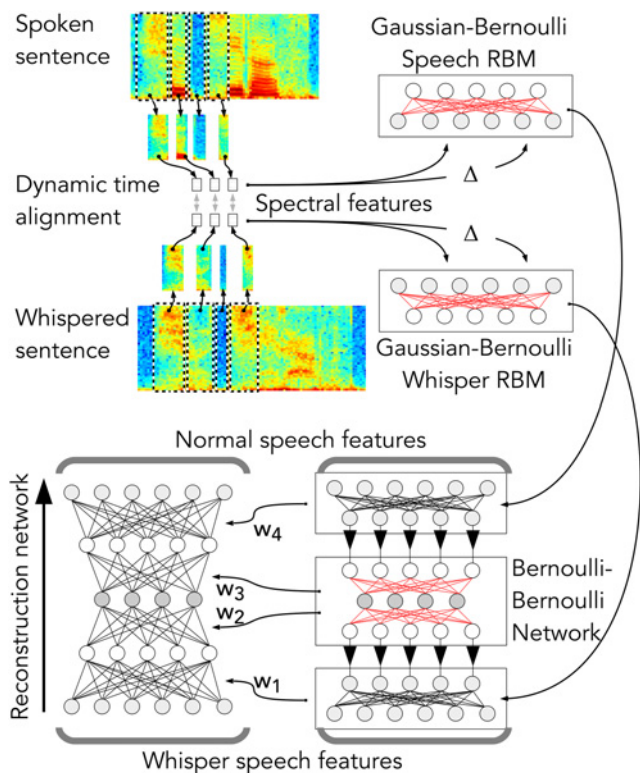 Spoken
sentence
Gaussian-Bernoulli
Speech RBM
Dynamic time
alignment
Spectral features
Δ
Δ
Whispered
sentence
Gaussian-Bernoulli
Whisper RBM
Normal speech features
Reconstruction network
w4
w3
w2
w1
Bernoulli-
Bernoulli
Network
Whisper speech features